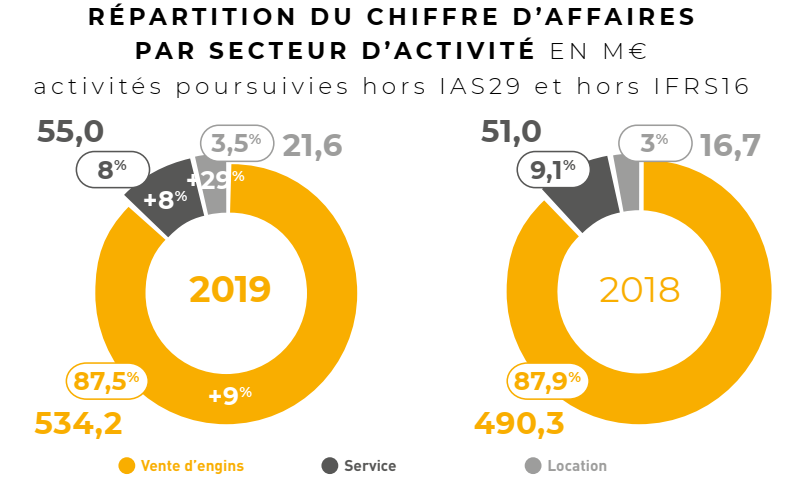 RÉPARTITION DU CHIFFRE D’AFFAIRES
PAR SECTEUR D’ACTIVITÉ EN M€
activités poursuivies hors IAS29 et hors IFRS16
55,0
8%
3,5%
21,6
+8%
+29%
2019
87,5%
534,2
+9%
51,0
9,1%
3%
16,7
2018
87,9%
490,3
Vente d’engins
Service
Location